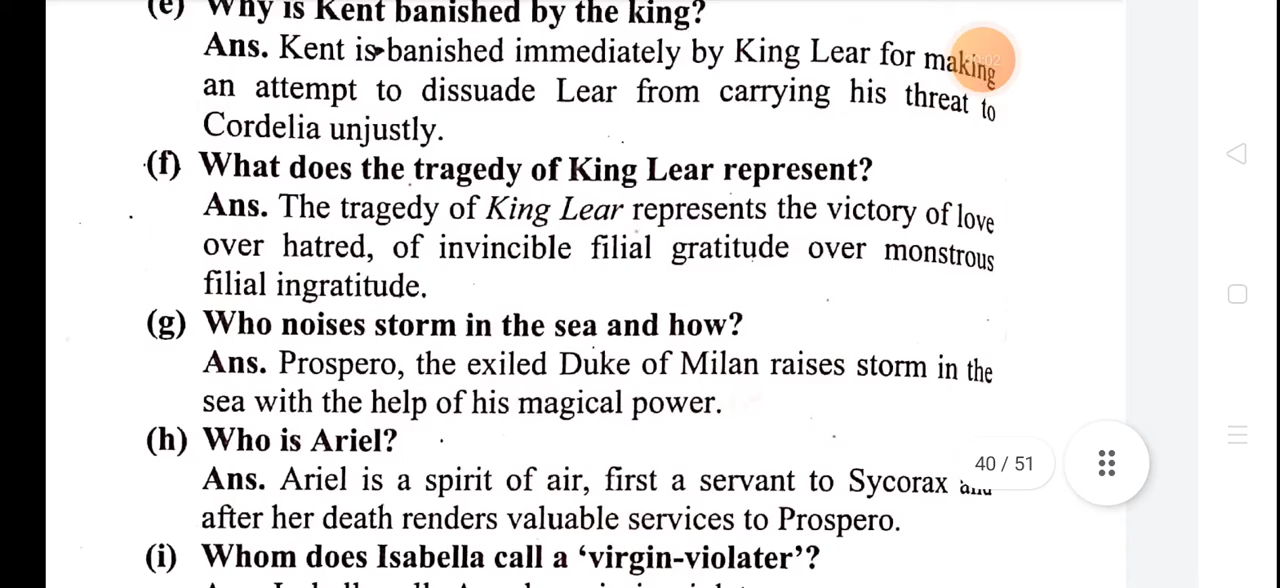 (e) Why is Kent banished by the king?
Ans. Kent is banished immediately by King Lear for making
an attempt to dissuade Lear from carrying his threat to
Cordelia unjustly.
(f) What does the tragedy of King Lear represent?
Ans. The tragedy of King Lear represents the victory of love
over hatred, of invincible filial gratitude over monstrous
filial ingratitude.
(g) Who noises storm in the sea and how?
Ans. Prospero, the exiled Duke of Milan raises storm in the
sea with the help of his magical power.
(h) Who is Ariel?
40 / 51
Ans. Ariel is a spirit of air, first a servant to Sycorax and
after her death renders valuable services to Prospero.
(i) Whom does Isabella call a ‘virgin-violater’?